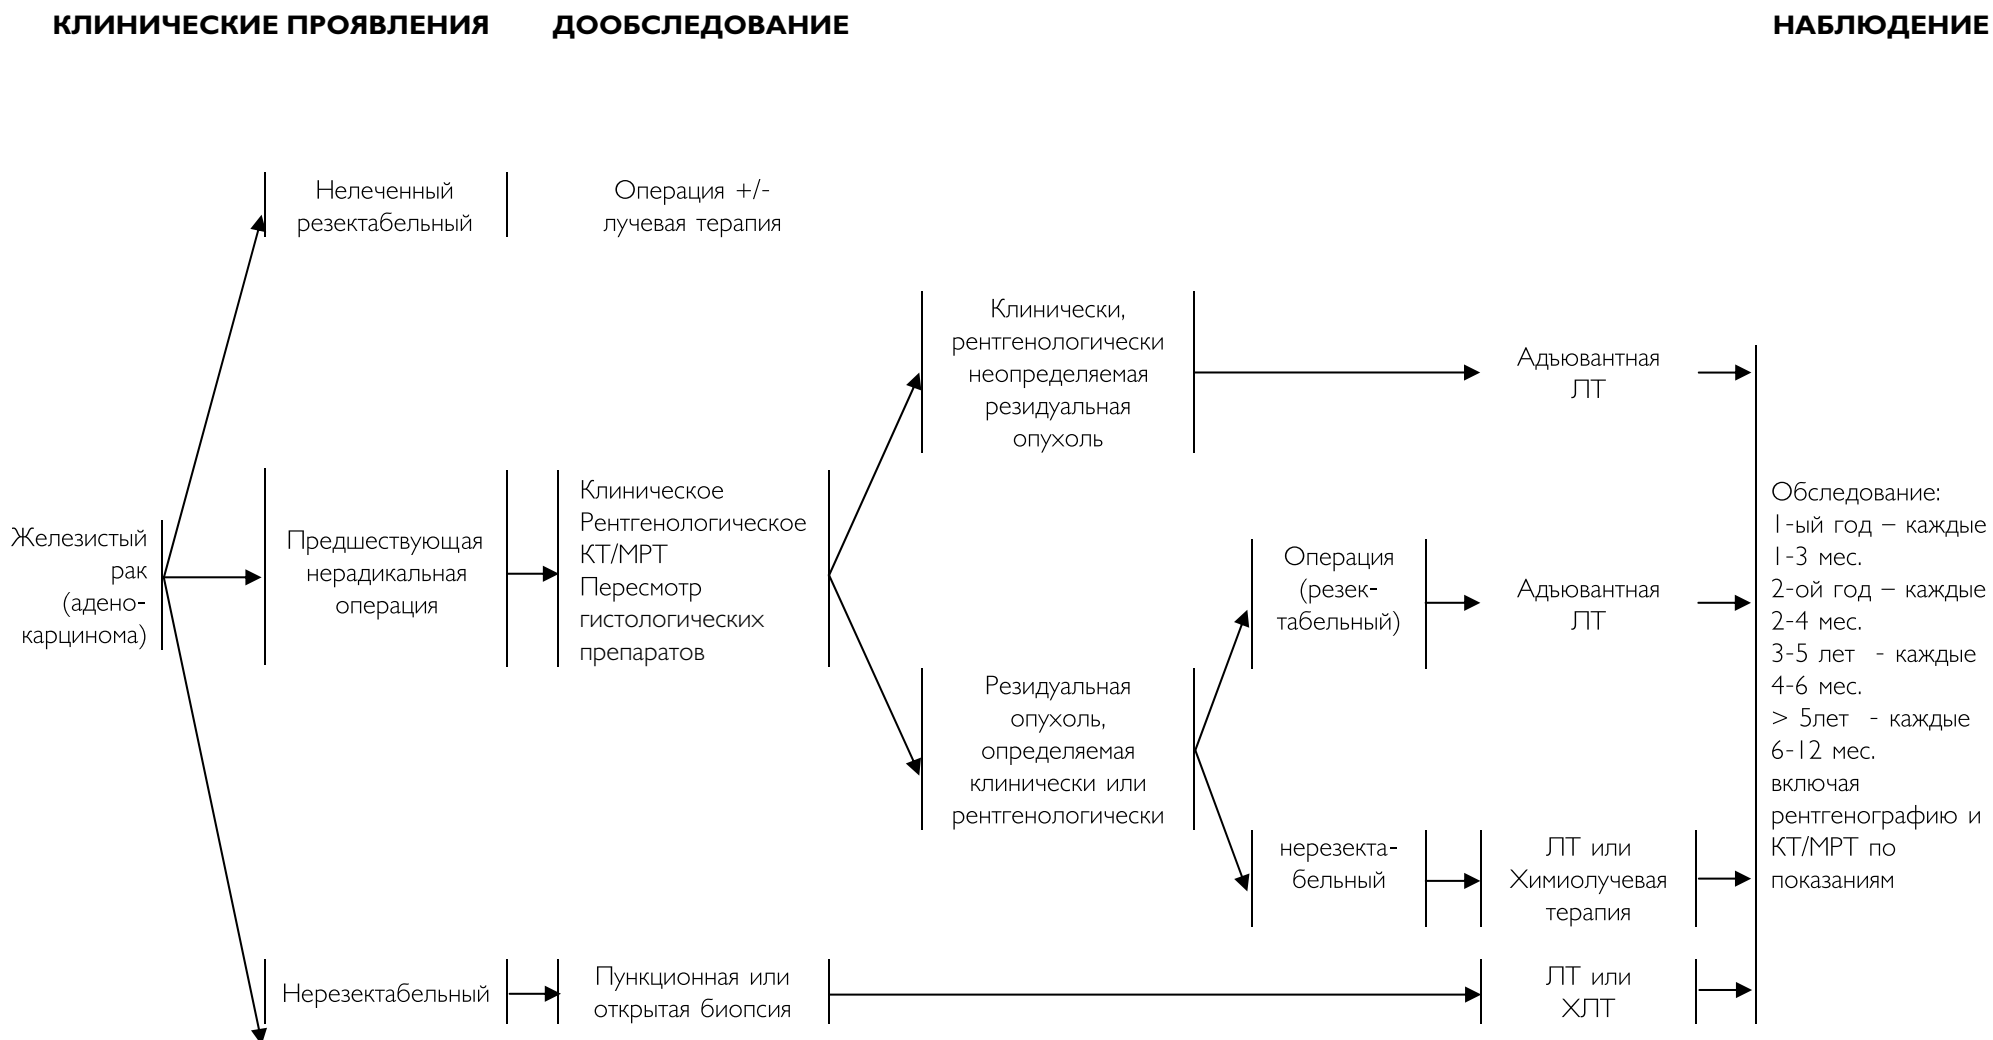 КЛИНИЧЕСКИЕ ПРОЯВЛЕНИЯ
ДООБСЛЕДОВАНИЕ
НАБЛЮДЕНИЕ
Нелеченный
резектабельный
Операция +/-
лучевая терапия
Клинически,
рентгенологически
неопределяемая
резидуальная
опухоль
Адъювантная
ЛТ
Железистый
рак
(адено-
карцинома)
Предшествующая
нерадикальная
операция
Клиническое
Рентгенологическое
КТ/МРТ
Пересмотр
гистологических
препаратов
Операция
(резек-
табельный)
Адъювантная
ЛТ
Резидуальная
опухоль,
определяемая
клинически или
рентгенологически
нерезекта-
бельный
ЛТ или
Химиолучевая
терапия
Нерезектабельный
Пункционная или
открытая биопсия
ЛТ или
ХЛТ
Обследование:
1-ый год – каждые
1-3 мес.
2-ой год – каждые
2-4 мес.
3-5 лет - каждые
4-6 мес.
> 5лет - каждые
6-12 мес.
включая
рентгенографию и
КТ/МРТ по
показаниям